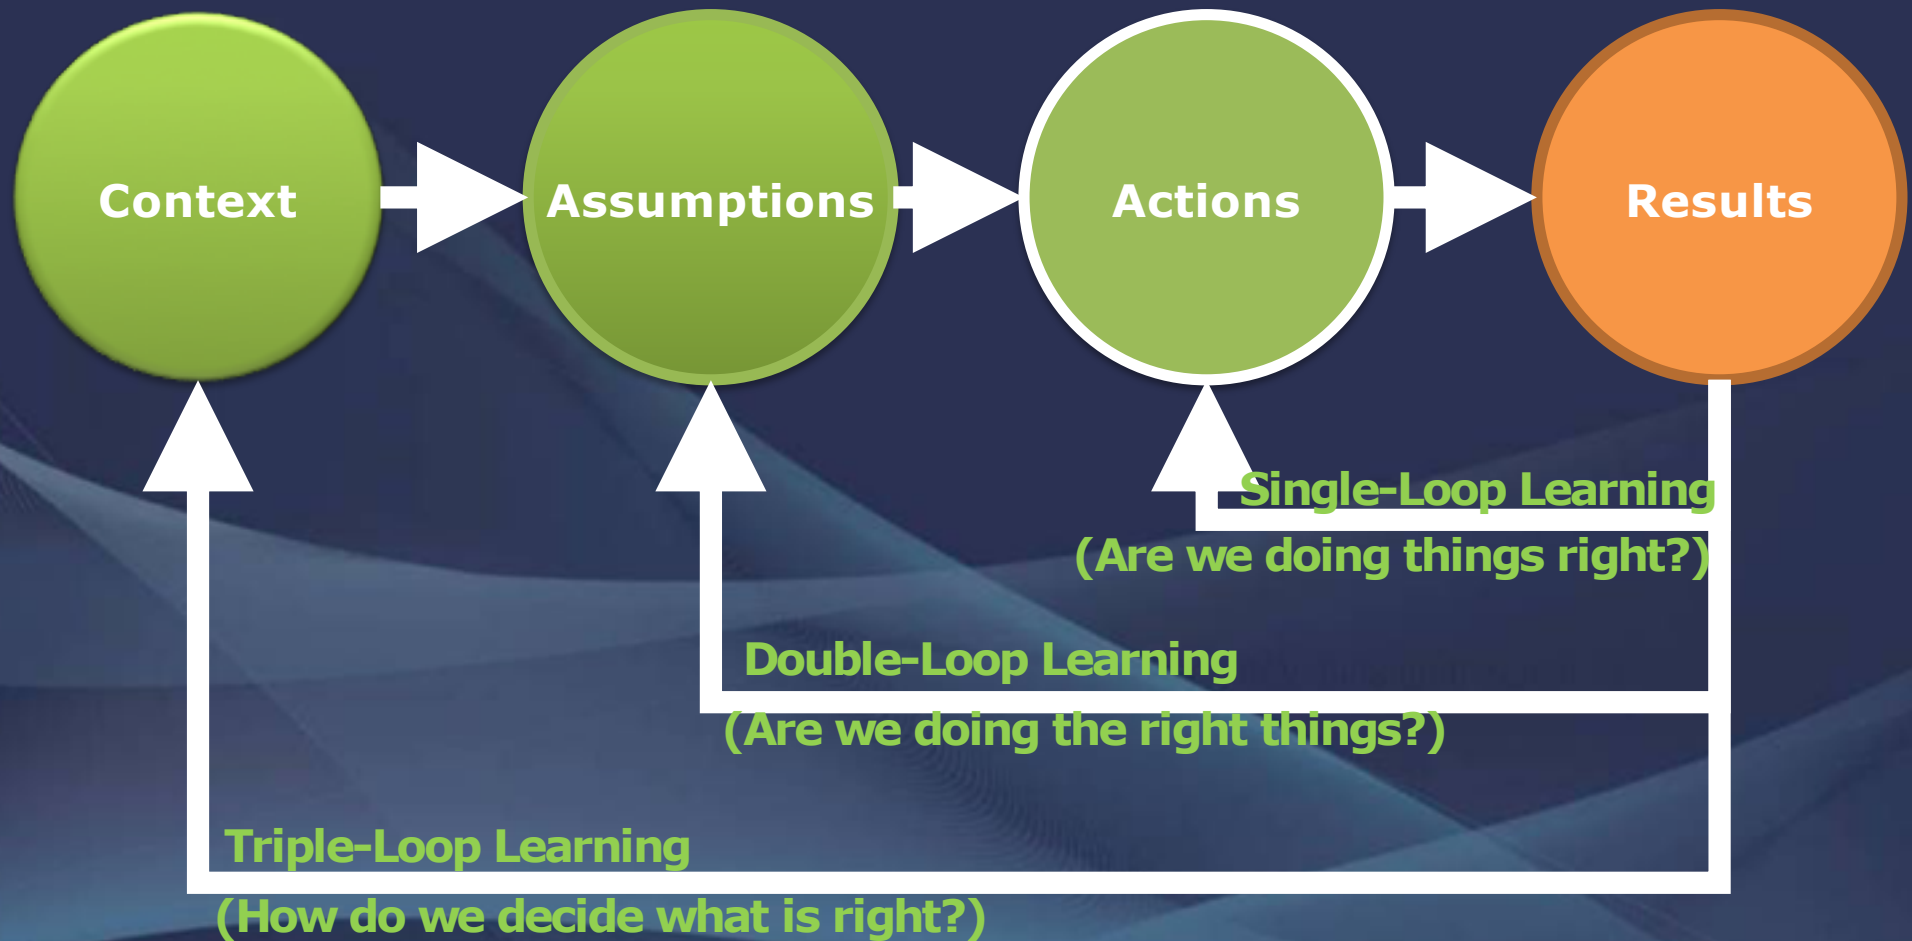 Context
Assumptions
Actions
Results
Single-Loop Learning
(Are we doing things right?)
Double-Loop Learning
(Are we doing the right things?)
Triple-Loop Learning
(How do we decide what is right?)